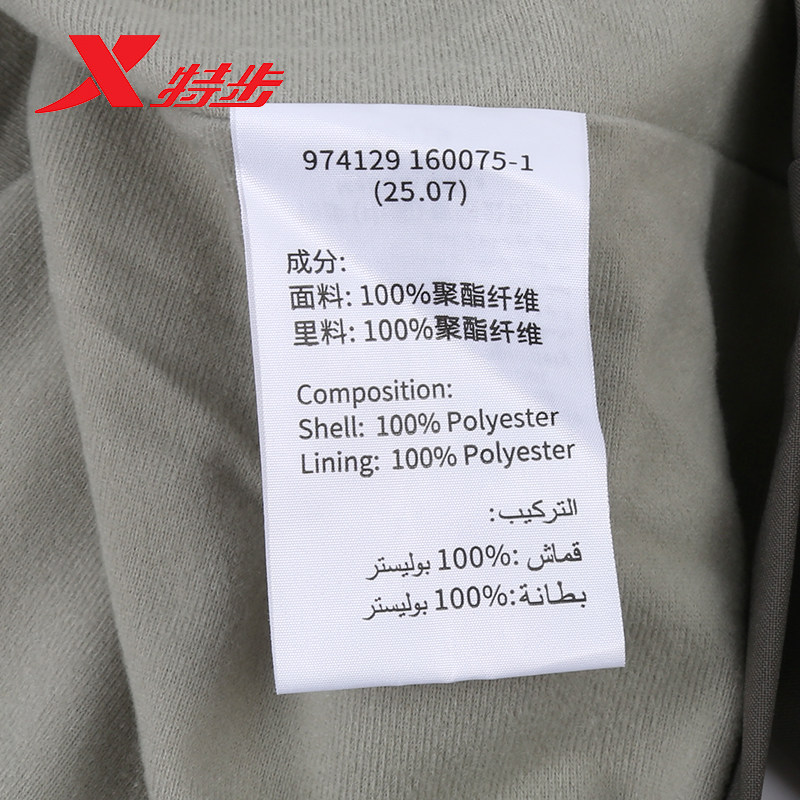 X特步
974129 160075-1
(25.07)
成分:
面料: 100%聚酯纤维
里料: 100%聚酯纤维
Composition:
Shell: 100% Polyester
Lining: 100% Polyester
التركيب:
قماش :100% بوليستر
بطانة:100% بوليستر